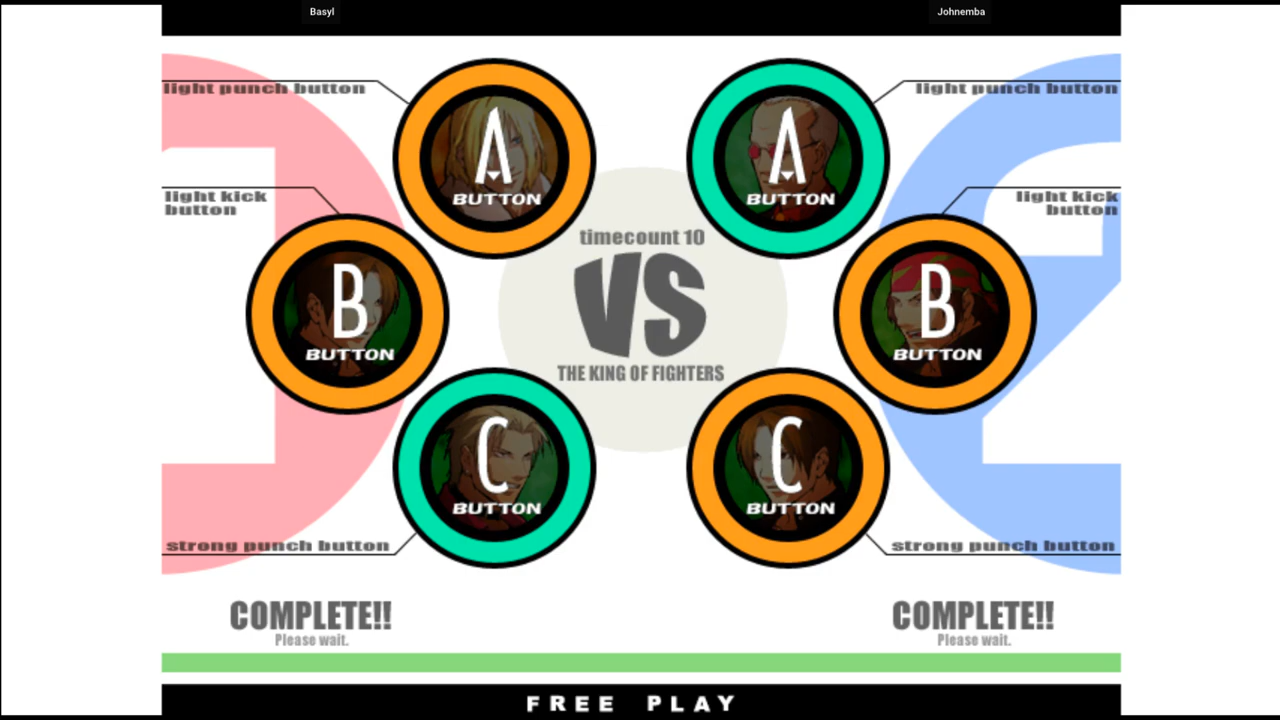 Basyl
Johnemba
light punch button
light punch button
A
BUTTON
A
BUTTON
light kick
button
light kick
button
timecount 10
VS
THE KING OF FIGHTERS
B
BUTTON
B
BUTTON
C
BUTTON
C
BUTTON
strong punch button
strong punch button
COMPLETE!!
Please wait.
COMPLETE!!
Please wait.
FREE PLAY